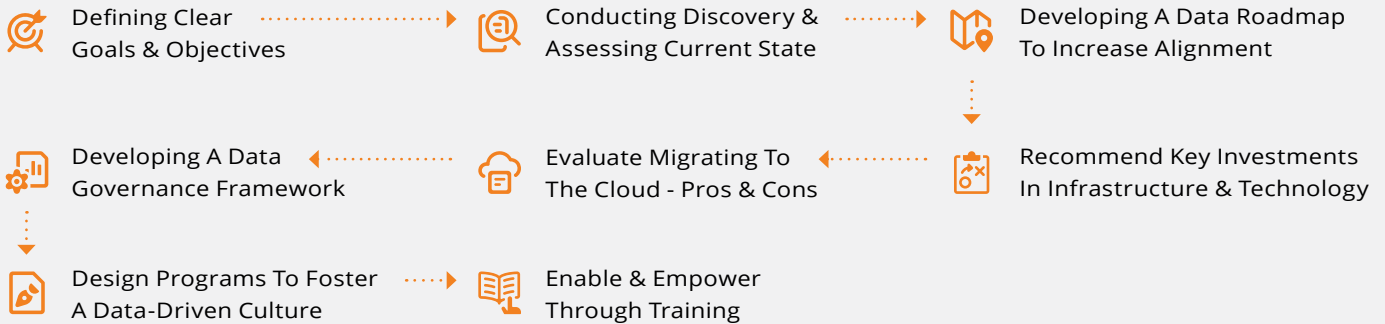 Defining Clear
Goals & Objectives
Conducting Discovery &
Assessing Current State
Developing A Data Roadmap
To Increase Alignment
Recommend Key Investments
In Infrastructure & Technology
Evaluate Migrating To
The Cloud - Pros & Cons
Developing A Data
Governance Framework
Design Programs To Foster
A Data-Driven Culture
Enable & Empower
Through Training